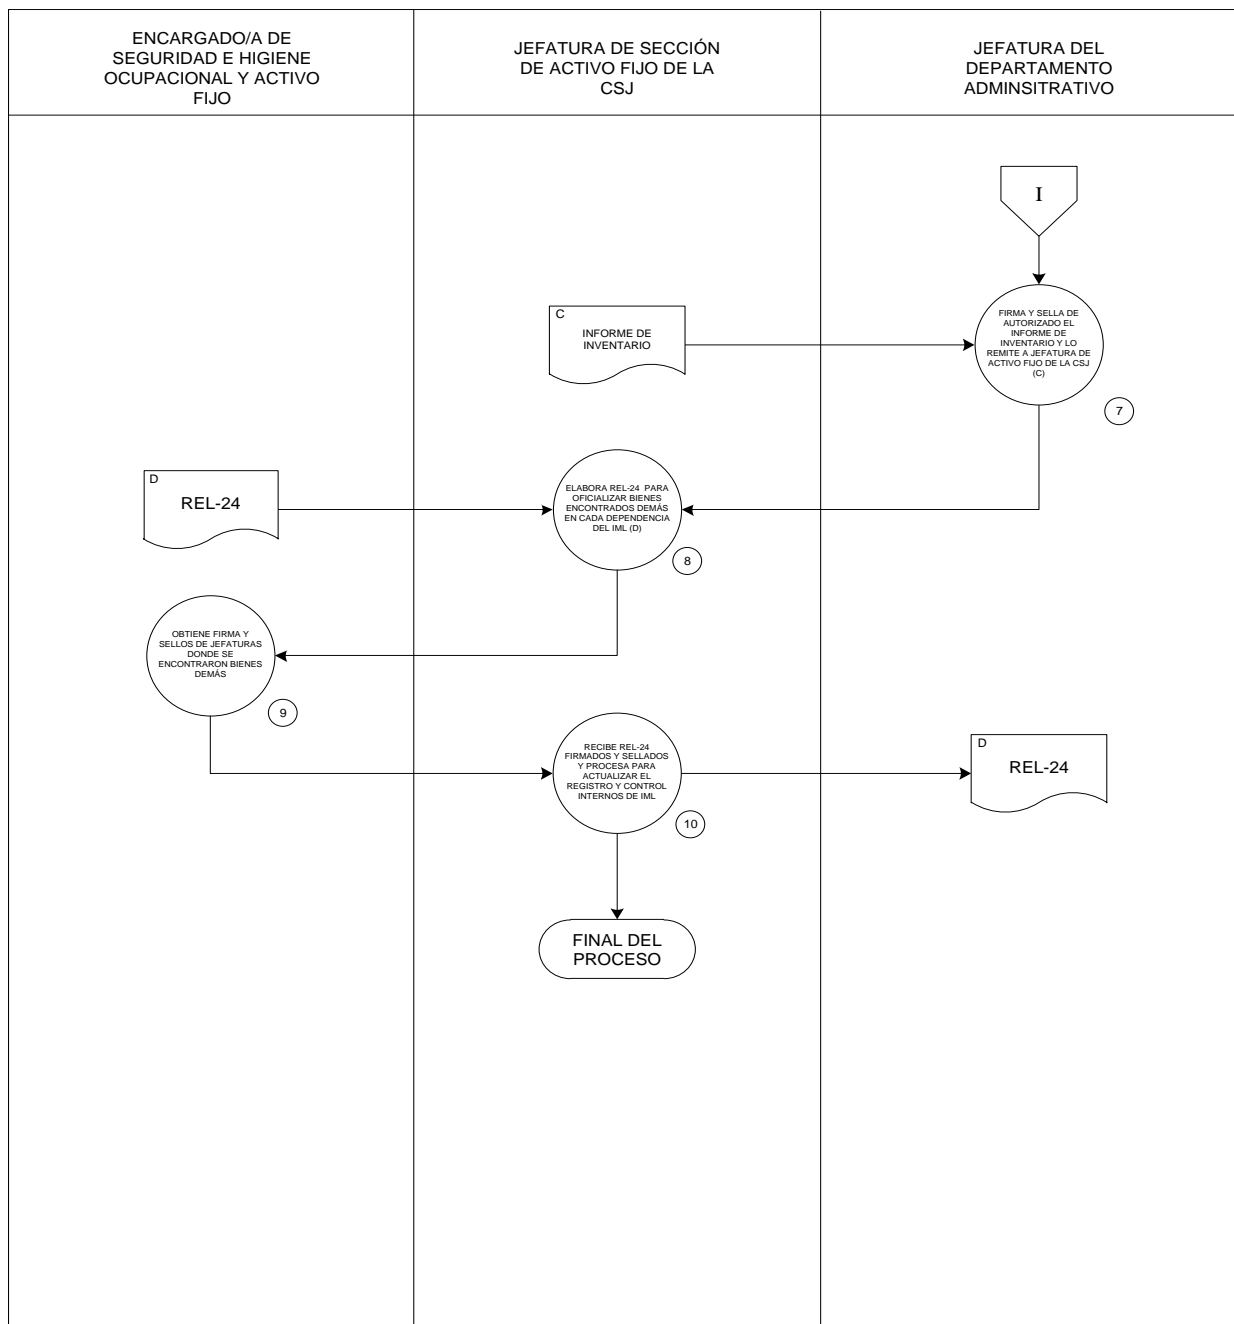 ENCARGADO/A DE
SEGURIDAD E HIGIENE
OCUPACIONAL Y ACTIVO
FIJO
JEFATURA DE SECCIÓN
DE ACTIVO FIJO DE LA
CSJ
JEFATURA DEL
DEPARTAMENTO
ADMINSITRATIVO
I
C
INFORME DE
INVENTARIO
FIRMA Y SELLA DE
AUTORIZADO EL
INFORME DE
INVENTARIO Y LO
REMITE A JEFATURA DE
ACTIVO FIJO DE LA CSJ
(C)
7
D
REL-24
ELABORA REL-24 PARA
OFICIALIZAR BIENES
ENCONTRADOS DEMÁS
EN CADA DEPENDENCIA
DEL IML (D)
8
OBTIENE FIRMA Y
SELLOS DE JEFATURAS
DONDE SE
ENCONTRARON BIENES
DEMÁS
9
RECIBE REL-24
FIRMADOS Y SELLADOS
Y PROCESA PARA
ACTUALIZAR EL
REGISTRO Y CONTROL
INTERNOS DE IML
10
D
REL-24
FINAL DEL
PROCESO